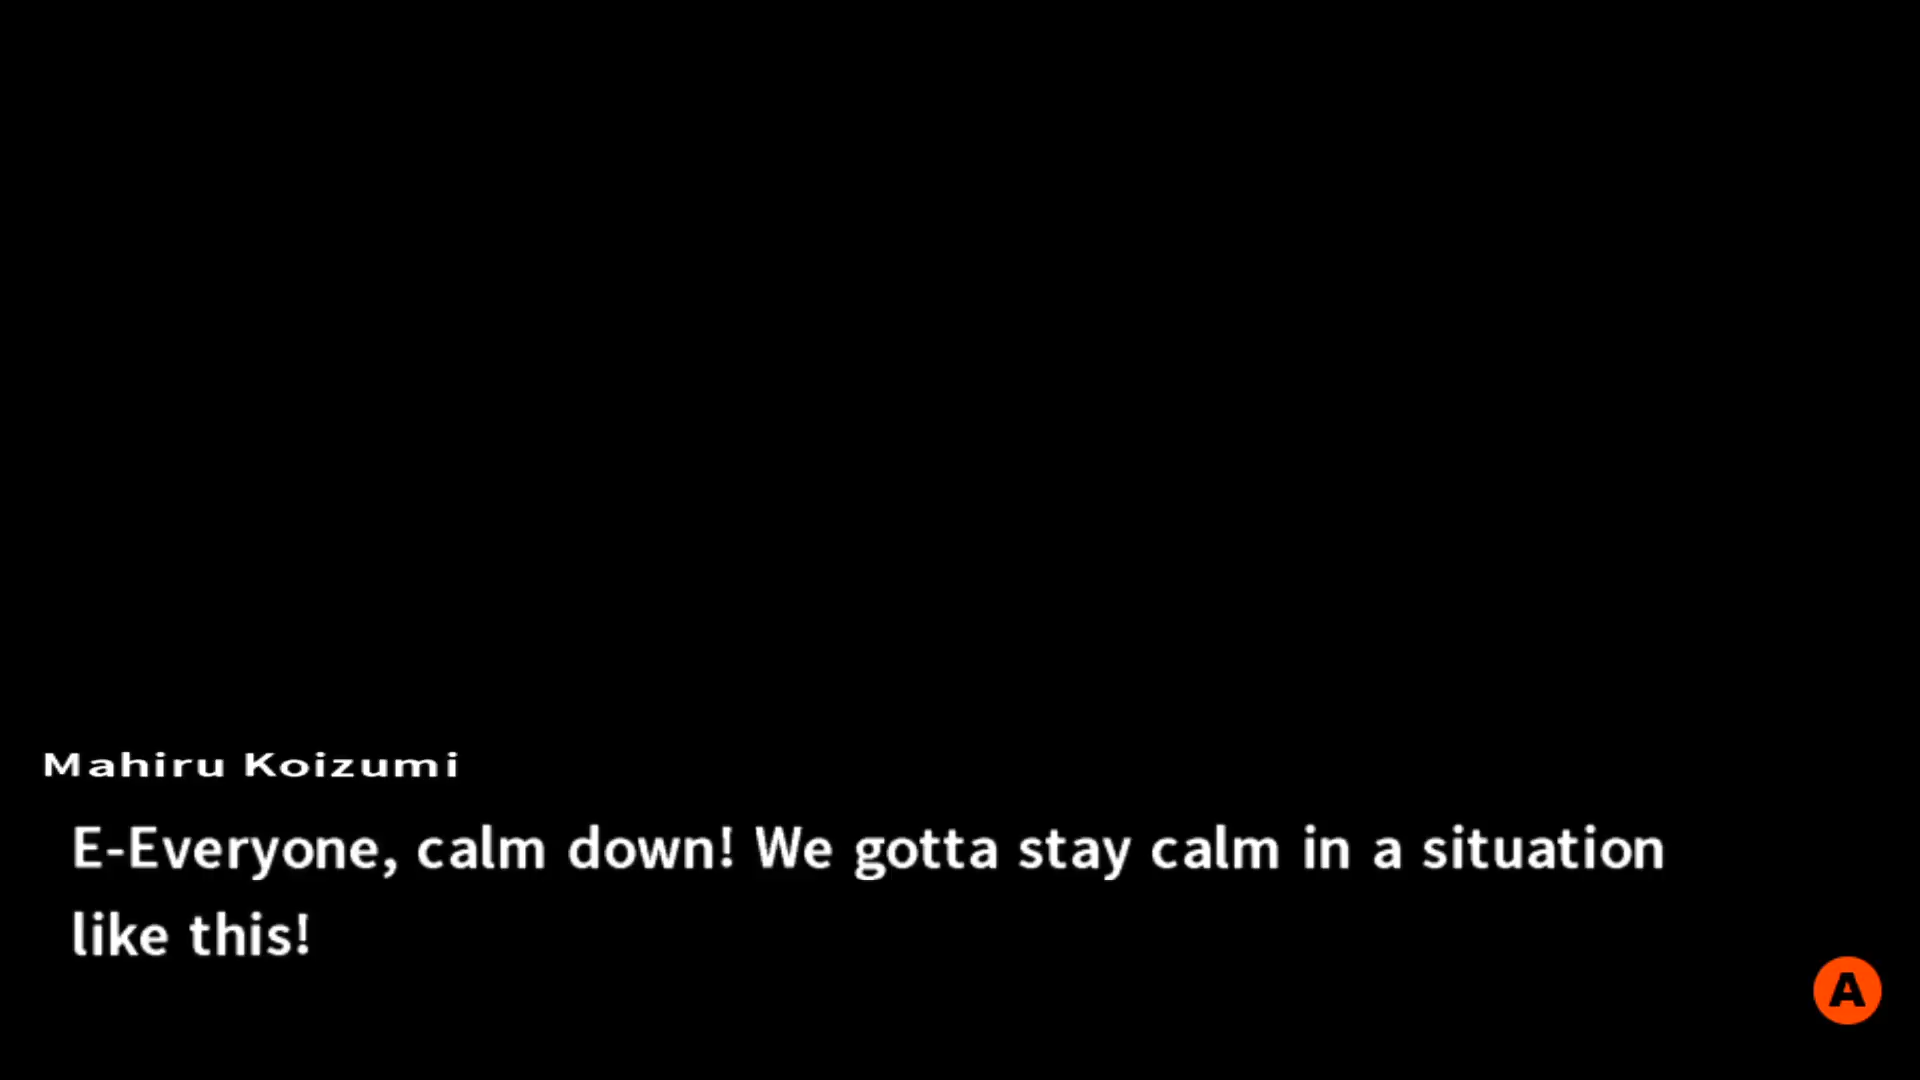 Mahiru Koizumi
E-Everyone, calm down! We gotta stay calm in a situation
like this!
A